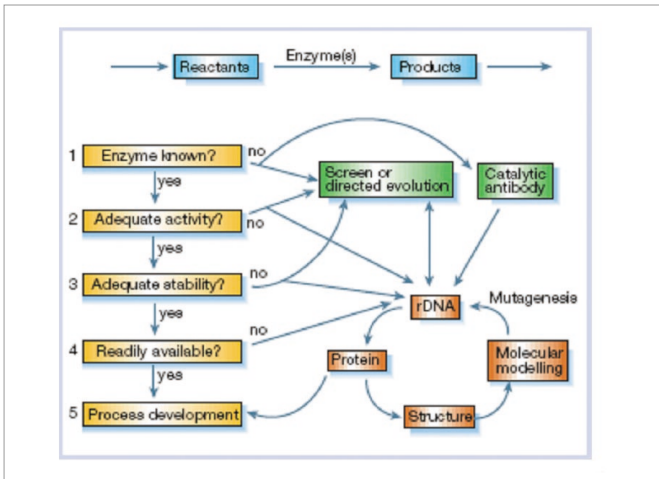 Reactants
Enzyme(s)
Products
1 Enzyme known?
no
yes
Screen or
directed evolution
Catalytic
antibody
2 Adequate activity?
no
yes
3 Adequate stability?
no
yes
rDNA
Mutagenesis
4 Readily available?
no
yes
Protein
Molecular
modelling
5 Process development
Structure